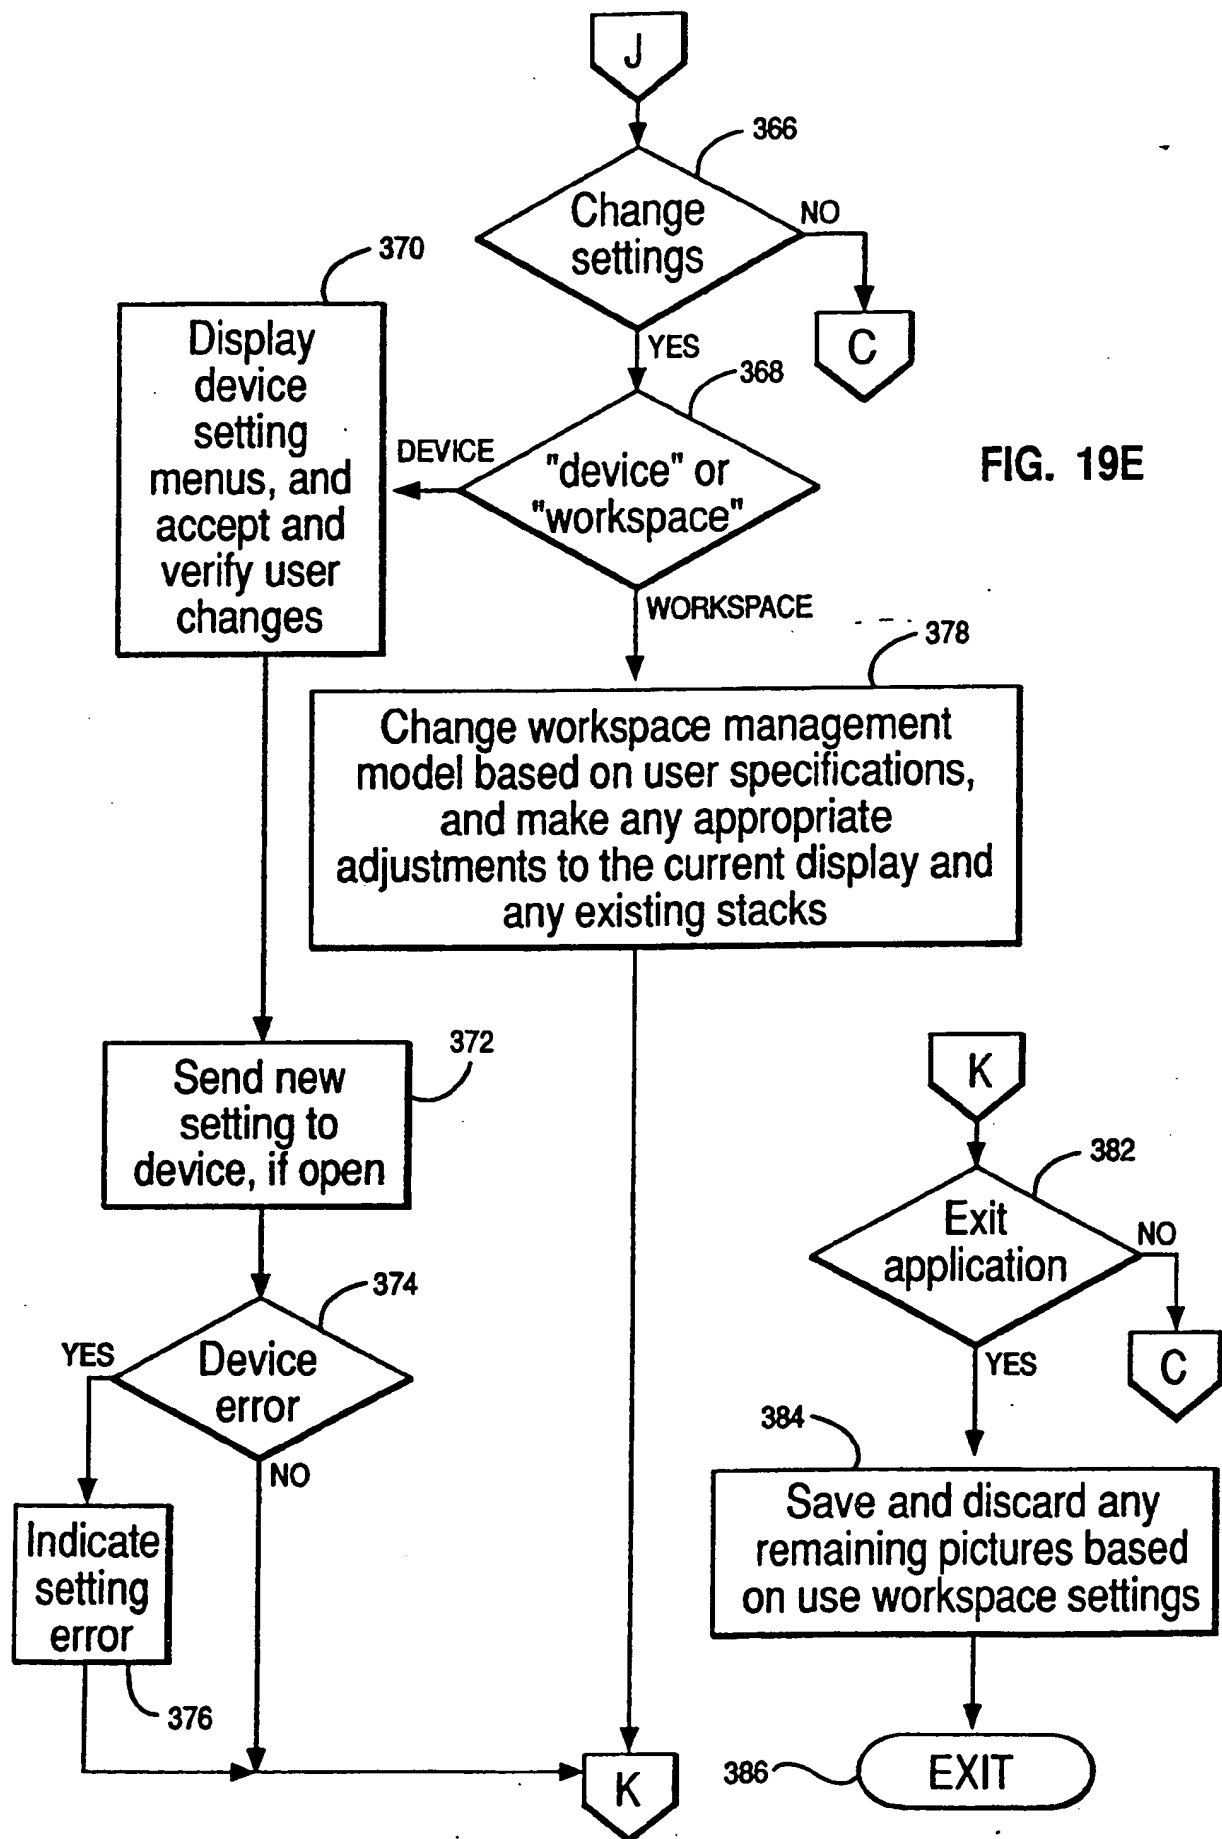 J
366
Change
settings
NO
C
YES
370
Display
device
setting
menus, and
accept and
verify user
changes
368
DEVICE
"device" or
"workspace"
WORKSPACE
FIG. 19E
378
Change workspace management
model based on user specifications,
and make any appropriate
adjustments to the current display and
any existing stacks
372
Send new
setting to
device, if open
374
YES
Device
error
NO
Indicate
setting
error
376
K
K
382
Exit
application
NO
C
YES
384
Save and discard any
remaining pictures based
on use workspace settings
386
EXIT